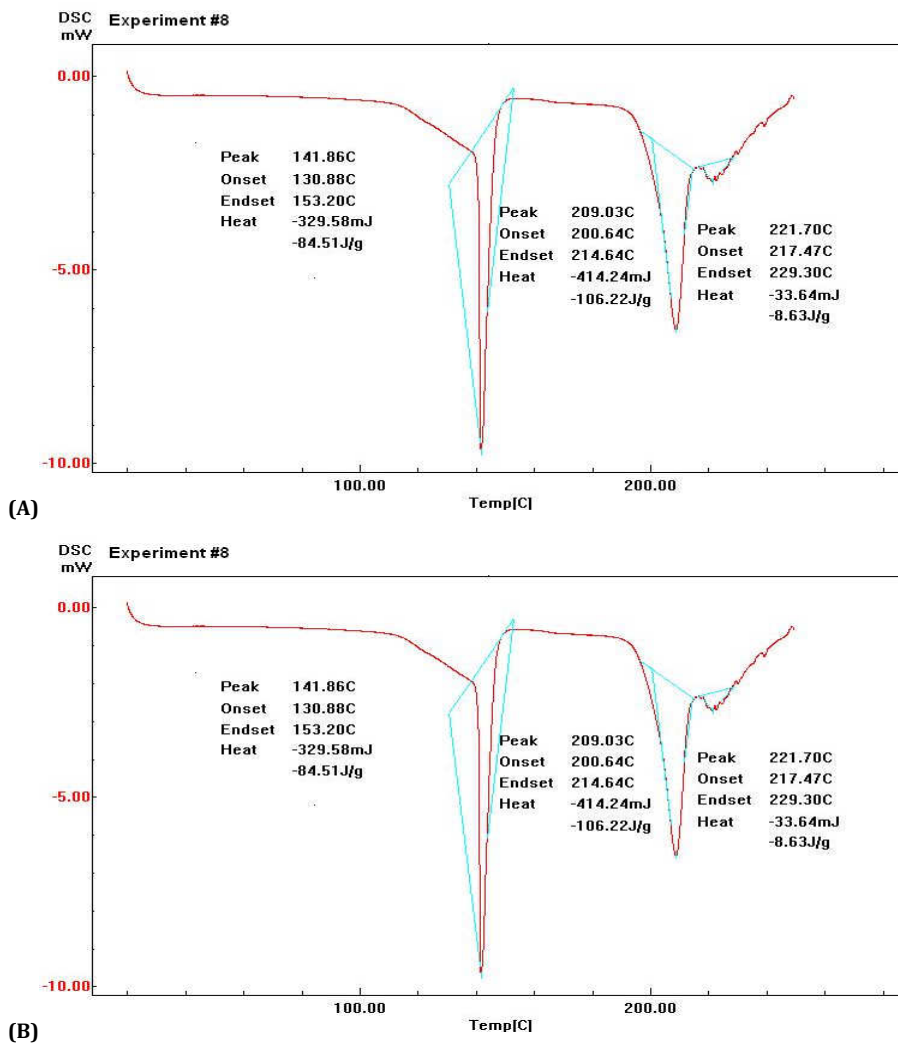 DSC
mW
Experiment #8
0.00
Peak 141.86C
Onset 130.88C
Endset 153.20C
Heat -329.58mJ
-84.51J/g
Peak 209.03C
Onset 200.64C
Endset 214.64C
Heat -414.24mJ
-106.22J/g
Peak 221.70C
Onset 217.47C
Endset 229.30C
Heat -33.64mJ
-8.63J/g
-5.00
-10.00
100.00
200.00
Temp[C]
(A)
DSC
mW
Experiment #8
0.00
Peak 141.86C
Onset 130.88C
Endset 153.20C
Heat -329.58mJ
-84.51J/g
Peak 209.03C
Onset 200.64C
Endset 214.64C
Heat -414.24mJ
-106.22J/g
Peak 221.70C
Onset 217.47C
Endset 229.30C
Heat -33.64mJ
-8.63J/g
-5.00
-10.00
100.00
200.00
Temp[C]
(B)